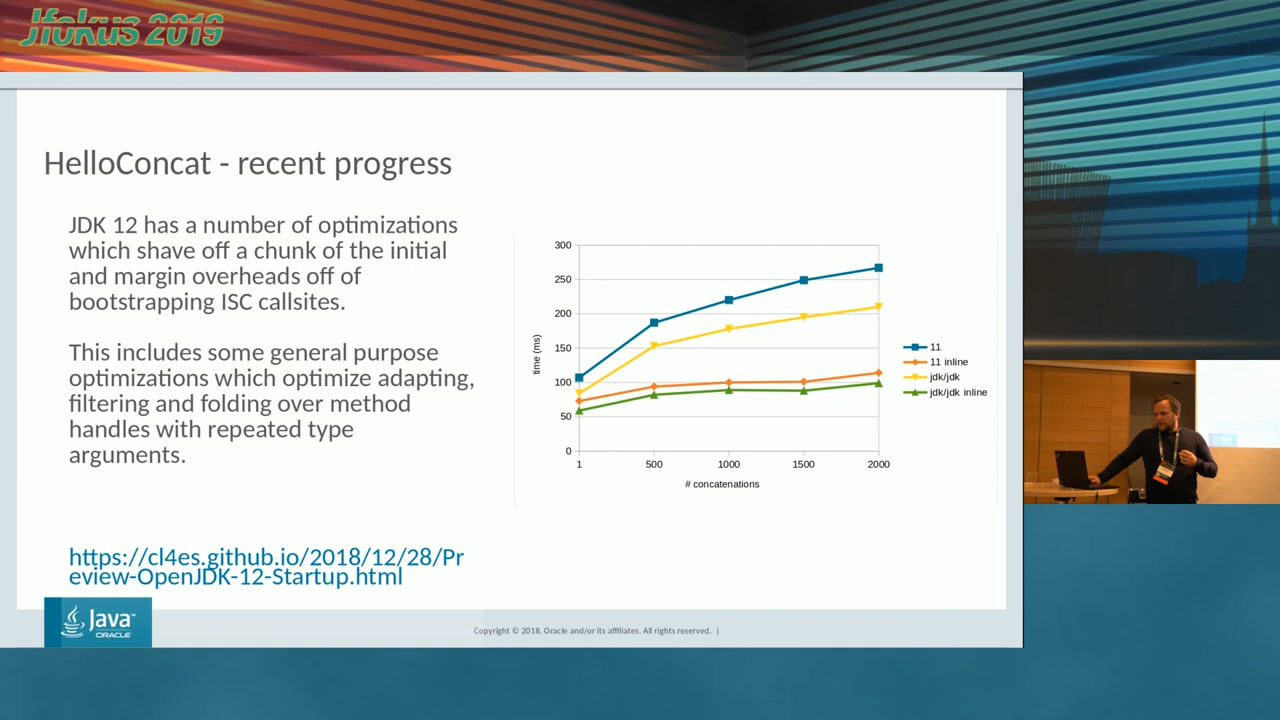 Jfokus 2019
HelloConcat - recent progress
JDK 12 has a number of optimizations
which shave off a chunk of the initial
and margin overheads off of
bootstrapping ISC callsites.
This includes some general purpose
optimizations which optimize adapting,
filtering and folding over method
handles with repeated type
arguments.
https://cl4es.github.io/2018/12/28/Pr
eview-OpenJDK-12-Startup.html
300
250
200
150
100
50
0
time (ms)
1 500 1000 1500 2000
# concatenations
11
11 inline
jdk/jdk
jdk/jdk inline
Java™
ORACLE
Copyright © 2018, Oracle and/or its affiliates. All rights reserved. |